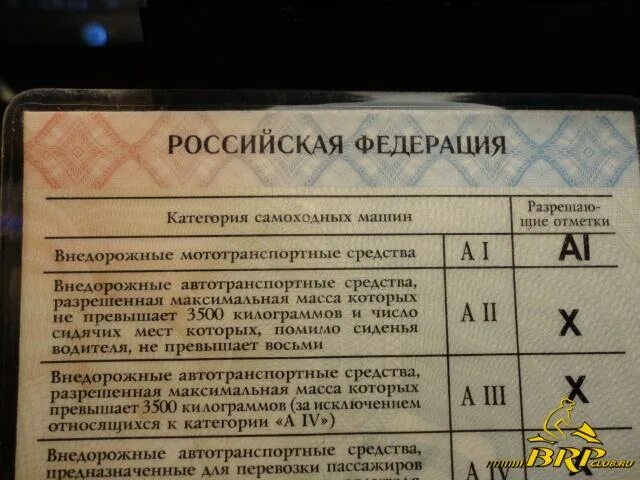 РОССИЙСКАЯ ФЕДЕРАЦИЯ
Категория самоходных машин
Разрешаю-
щие отметки
Внедорожные мототранспортные средства
A I
AI
Внедорожные автотранспортные средства,
разрешенная максимальная масса которых
не превышает 3500 килограммов и число
сидячих мест которых, помимо сиденья
водителя, не превышает восьми
A II
X
Внедорожные автотранспортные средства,
разрешенная максимальная масса которых
превышает 3500 килограммов (за исключением
относящихся к категории «A IV»)
A III
X
Внедорожные автотранспортные средства,
предназначенные для перевозки пассажиров
A IV
BRP CLUB.RU